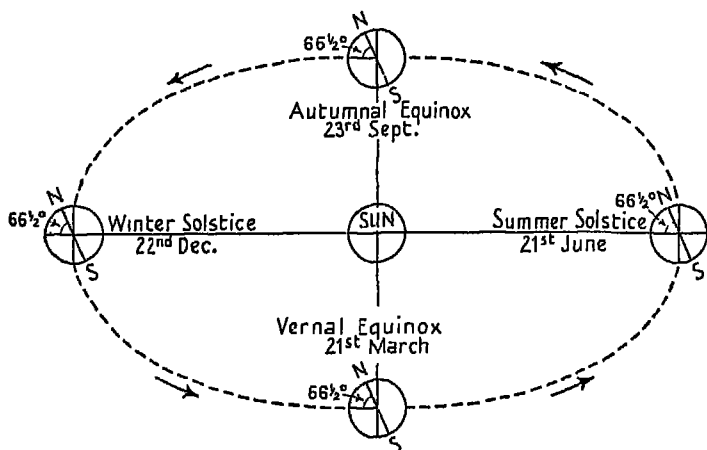 N
66½°
S
Autumnal Equinox
23rd Sept.
N
66½°
S
Winter Solstice
22nd Dec.
SUN
Summer Solstice
21st June
66½°
N
S
Vernal Equinox
21st March
N
66½°
S